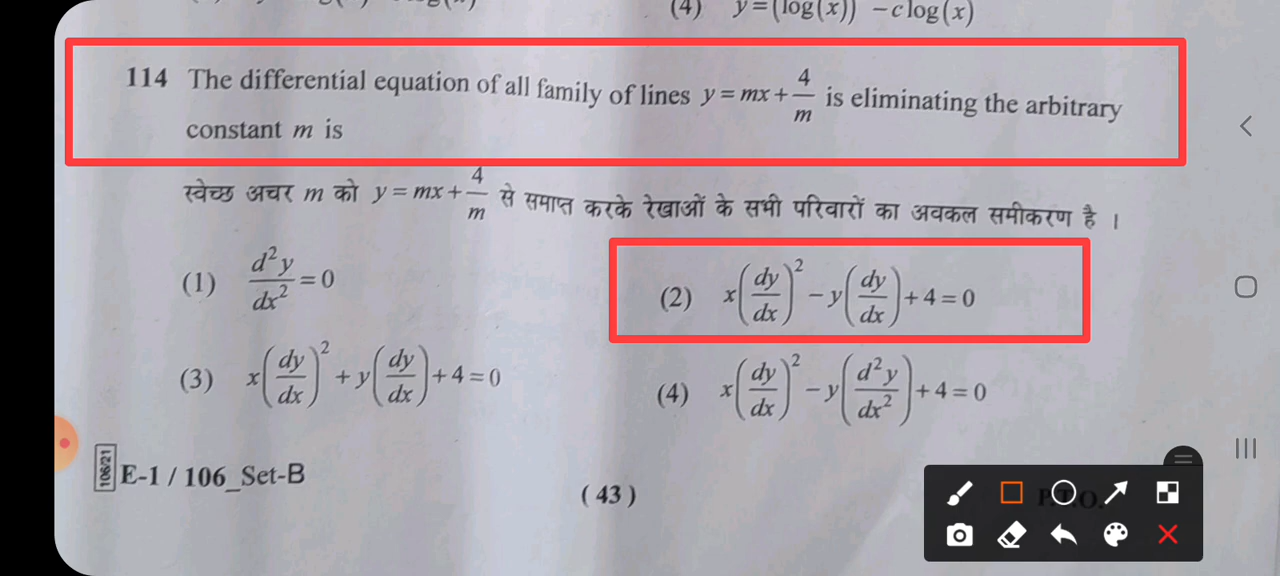 (4) y=(log(x)) −c log(x)
114 The differential equation of all family of lines y=mx+4/m is eliminating the arbitrary
constant m is
स्वेच्छ अचर m को y=mx+4/m से समाप्त करके रेखाओं के सभी परिवारों का अवकल समीकरण है ।
(1) d²y/dx²=0
(2) x(dy/dx)²−y(dy/dx)+4=0
(3) x(dy/dx)²+y(dy/dx)+4=0
(4) x(dy/dx)²−y(d²y/dx²)+4=0
106/21
E-1 / 106_Set-B
( 43 )
P.T.O.